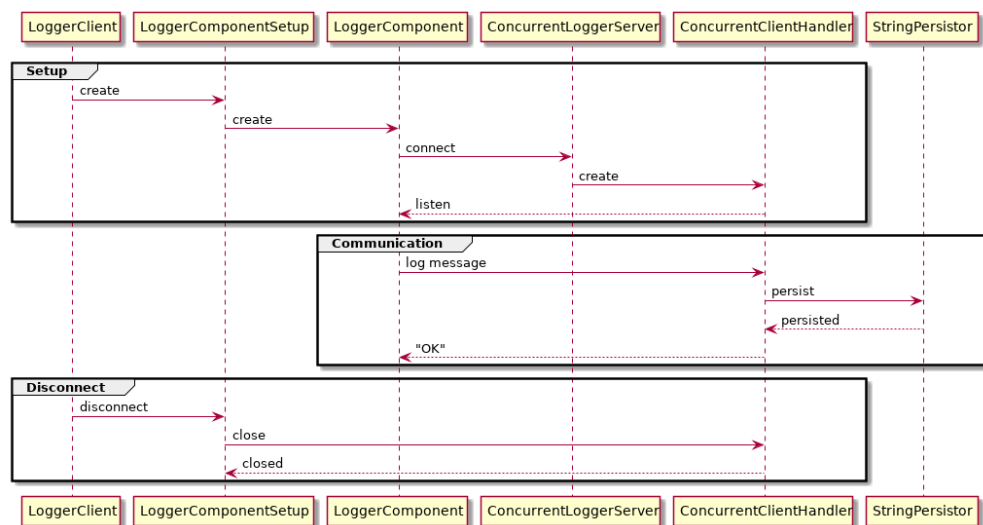 LoggerClient LoggerComponentSetup LoggerComponent ConcurrentLoggerServer ConcurrentClientHandler StringPersistor
Setup
create
create
connect
create
listen
Communication
log message
persist
persisted
"OK"
Disconnect
disconnect
close
closed
LoggerClient LoggerComponentSetup LoggerComponent ConcurrentLoggerServer ConcurrentClientHandler StringPersistor